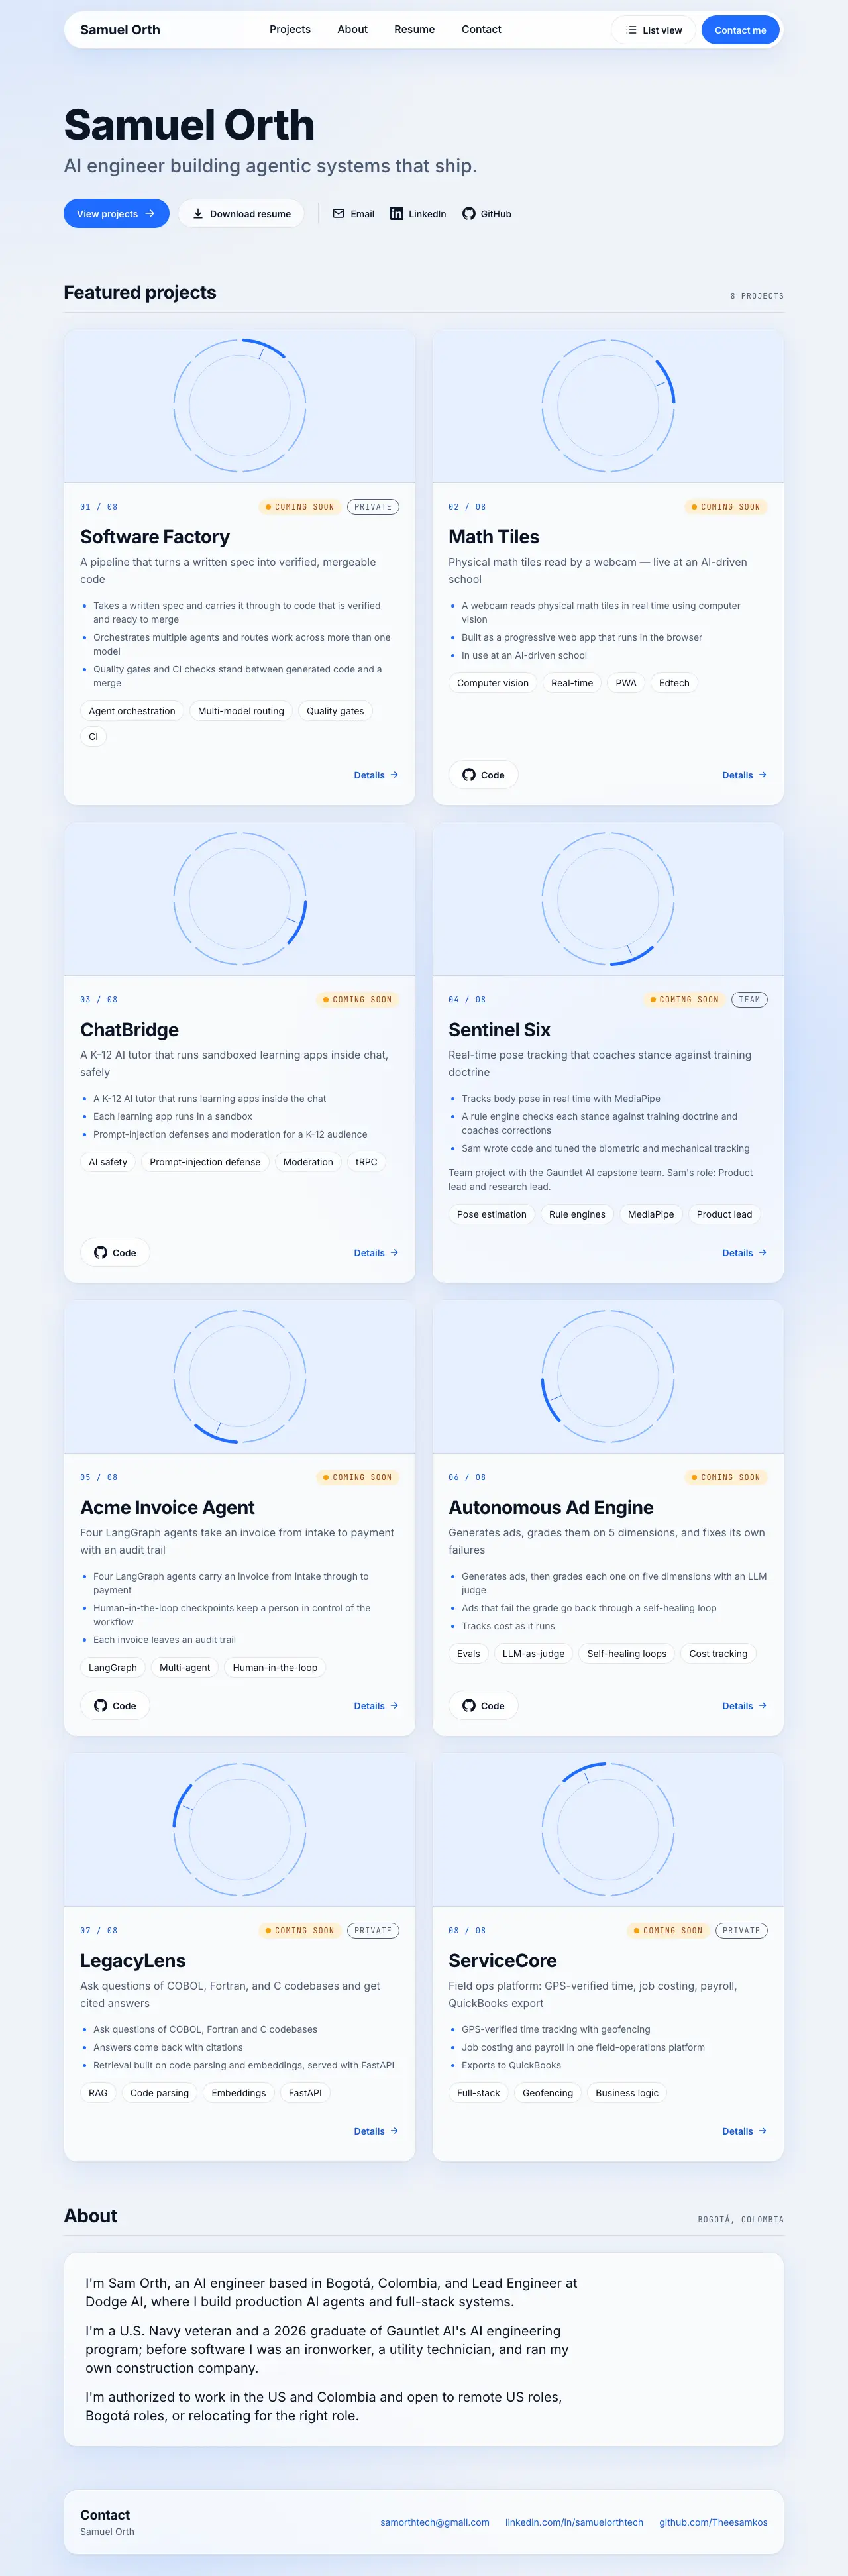 Samuel Orth
Projects
About
Resume
Contact
List view
Contact me
Samuel Orth
AI engineer building agentic systems that ship.
View projects
Download resume
Email
LinkedIn
GitHub
Featured projects
8 PROJECTS
01 / 08
COMING SOON
PRIVATE
Software Factory
A pipeline that turns a written spec into verified, mergeable
code
Takes a written spec and carries it through to code that is verified
and ready to merge
Orchestrates multiple agents and routes work across more than one
model
Quality gates and CI checks stand between generated code and a
merge
Agent orchestration
Multi-model routing
Quality gates
CI
Details
02 / 08
COMING SOON
Math Tiles
Physical math tiles read by a webcam — live at an AI-driven
school
A webcam reads physical math tiles in real time using computer
vision
Built as a progressive web app that runs in the browser
In use at an AI-driven school
Computer vision
Real-time
PWA
Edtech
Code
Details
03 / 08
COMING SOON
ChatBridge
A K-12 AI tutor that runs sandboxed learning apps inside chat,
safely
A K-12 AI tutor that runs learning apps inside the chat
Each learning app runs in a sandbox
Prompt-injection defenses and moderation for a K-12 audience
AI safety
Prompt-injection defense
Moderation
tRPC
Code
Details
04 / 08
COMING SOON
TEAM
Sentinel Six
Real-time pose tracking that coaches stance against training
doctrine
Tracks body pose in real time with MediaPipe
A rule engine checks each stance against training doctrine and
coaches corrections
Sam wrote code and tuned the biometric and mechanical tracking
Team project with the Gauntlet AI capstone team. Sam's role: Product
lead and research lead.
Pose estimation
Rule engines
MediaPipe
Product lead
Details
05 / 08
COMING SOON
Acme Invoice Agent
Four LangGraph agents take an invoice from intake to payment
with an audit trail
Four LangGraph agents carry an invoice from intake through to
payment
Human-in-the-loop checkpoints keep a person in control of the
workflow
Each invoice leaves an audit trail
LangGraph
Multi-agent
Human-in-the-loop
Code
Details
06 / 08
COMING SOON
Autonomous Ad Engine
Generates ads, grades them on 5 dimensions, and fixes its own
failures
Generates ads, then grades each one on five dimensions with an LLM
judge
Ads that fail the grade go back through a self-healing loop
Tracks cost as it runs
Evals
LLM-as-judge
Self-healing loops
Cost tracking
Code
Details
07 / 08
COMING SOON
PRIVATE
LegacyLens
Ask questions of COBOL, Fortran, and C codebases and get
cited answers
Ask questions of COBOL, Fortran and C codebases
Answers come back with citations
Retrieval built on code parsing and embeddings, served with FastAPI
RAG
Code parsing
Embeddings
FastAPI
Details
08 / 08
COMING SOON
PRIVATE
ServiceCore
Field ops platform: GPS-verified time, job costing, payroll,
QuickBooks export
GPS-verified time tracking with geofencing
Job costing and payroll in one field-operations platform
Exports to QuickBooks
Full-stack
Geofencing
Business logic
Details
About
BOGOTÁ, COLOMBIA
I'm Sam Orth, an AI engineer based in Bogotá, Colombia, and Lead Engineer at
Dodge AI, where I build production AI agents and full-stack systems.
I'm a U.S. Navy veteran and a 2026 graduate of Gauntlet AI's AI engineering
program; before software I was an ironworker, a utility technician, and ran my
own construction company.
I'm authorized to work in the US and Colombia and open to remote US roles,
Bogotá roles, or relocating for the right role.
Contact
Samuel Orth
samorthtech@gmail.com
linkedin.com/in/samuelorthtech
github.com/Theesamkos